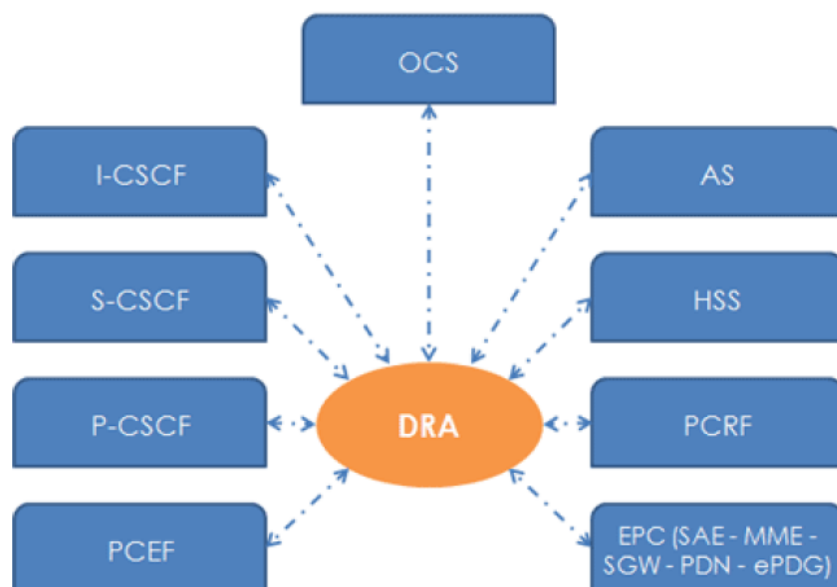 OCS
I-CSCF
AS
S-CSCF
HSS
P-CSCF
DRA
PCRF
PCEF
EPC (SAE - MME -
SGW - PDN - ePDG)